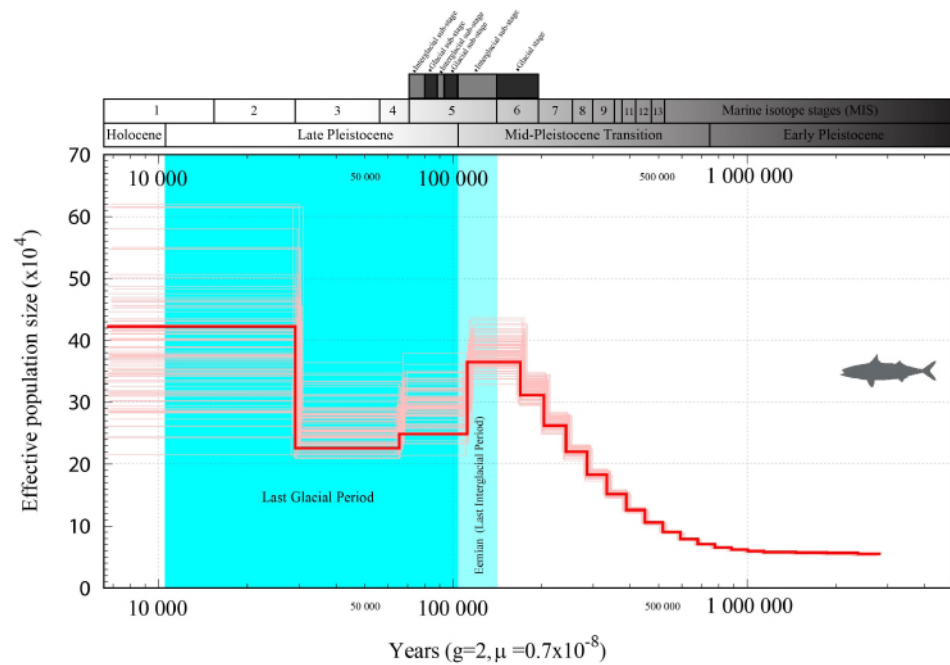 Interglacial sub-stage
Glacial sub-stage
Interglacial sub-stage
Glacial sub-stage
Interglacial sub-stage
Glacial stage
1 2 3 4 5 6 7 8 9 11 12 13 Marine isotope stages (MIS)
Holocene Late Pleistocene Mid-Pleistocene Transition Early Pleistocene
70
10 000 50 000 100 000 500 000 1 000 000
60
50
40
30
20
10
0
Effective population size (x10⁴)
Last Glacial Period
Eemian (Last Interglacial Period)
10 000 50 000 100 000 500 000 1 000 000
Years (g=2, μ =0.7x10⁻⁸)